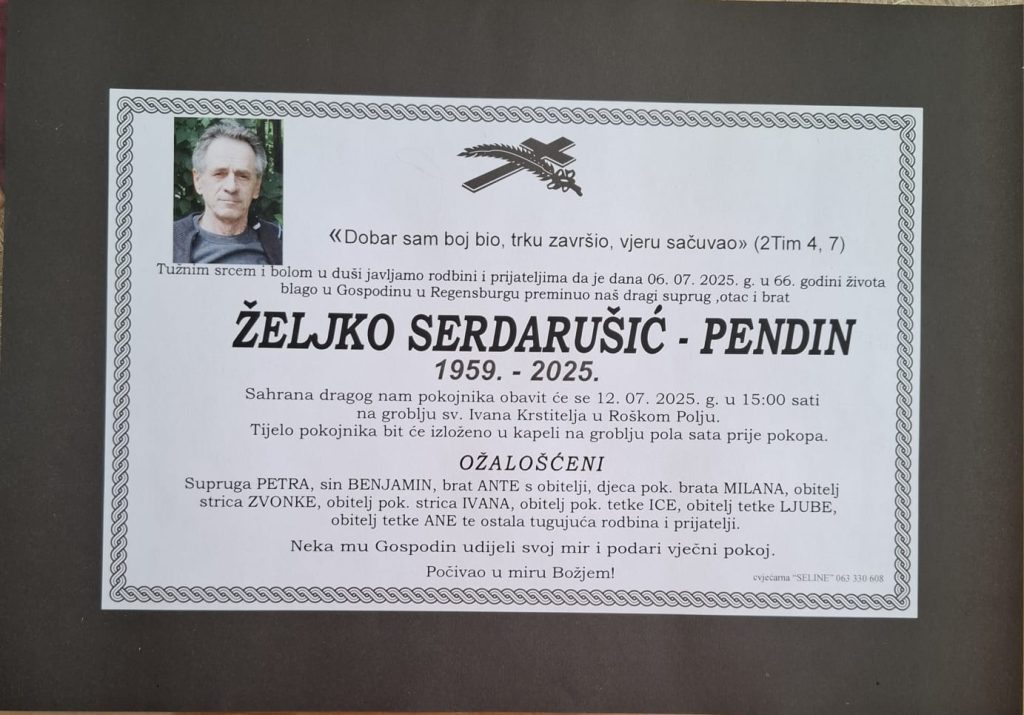 «Dobar sam boj bio, trku završio, vjeru sačuvao» (2Tim 4, 7)
Tužnim srcem i bolom u duši javljamo rodbini i prijateljima da je dana 06. 07. 2025. g. u 66. godini života
blago u Gospodinu u Regensburgu preminuo naš dragi suprug ,otac i brat
ŽELJKO SERDARUŠIĆ - PENDIN
1959. - 2025.
Sahrana dragog nam pokojnika obavit će se 12. 07. 2025. g. u 15:00 sati
na groblju sv. Ivana Krstitelja u Roškom Polju.
Tijelo pokojnika bit će izloženo u kapeli na groblju pola sata prije pokopa.
OŽALOŠĆENI
Supruga PETRA, sin BENJAMIN, brat ANTE s obitelji, djeca pok. brata MILANA, obitelj
strica ZVONKE, obitelj pok. strica IVANA, obitelj pok. tetke ICE, obitelj tetke LJUBE,
obitelj tetke ANE te ostala tugujuća rodbina i prijatelji.
Neka mu Gospodin udijeli svoj mir i podari vječni pokoj.
Počivao u miru Božjem!
cvjećarna "SELINE" 063 330 608